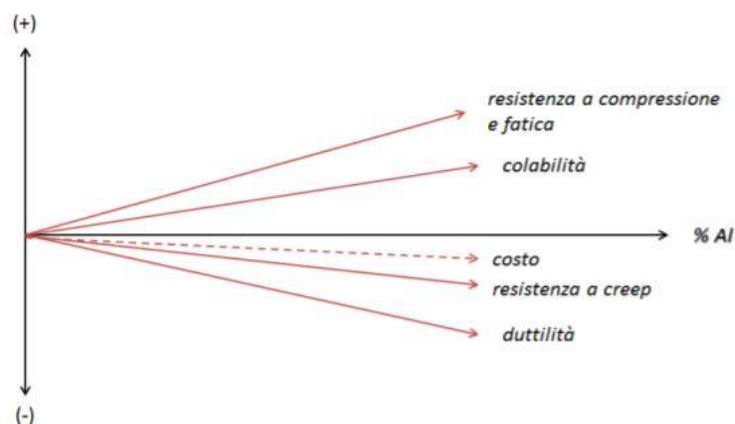 (+)
resistenza a compressione
e fatica
colabilità
% Al
costo
resistenza a creep
duttilità
(-)